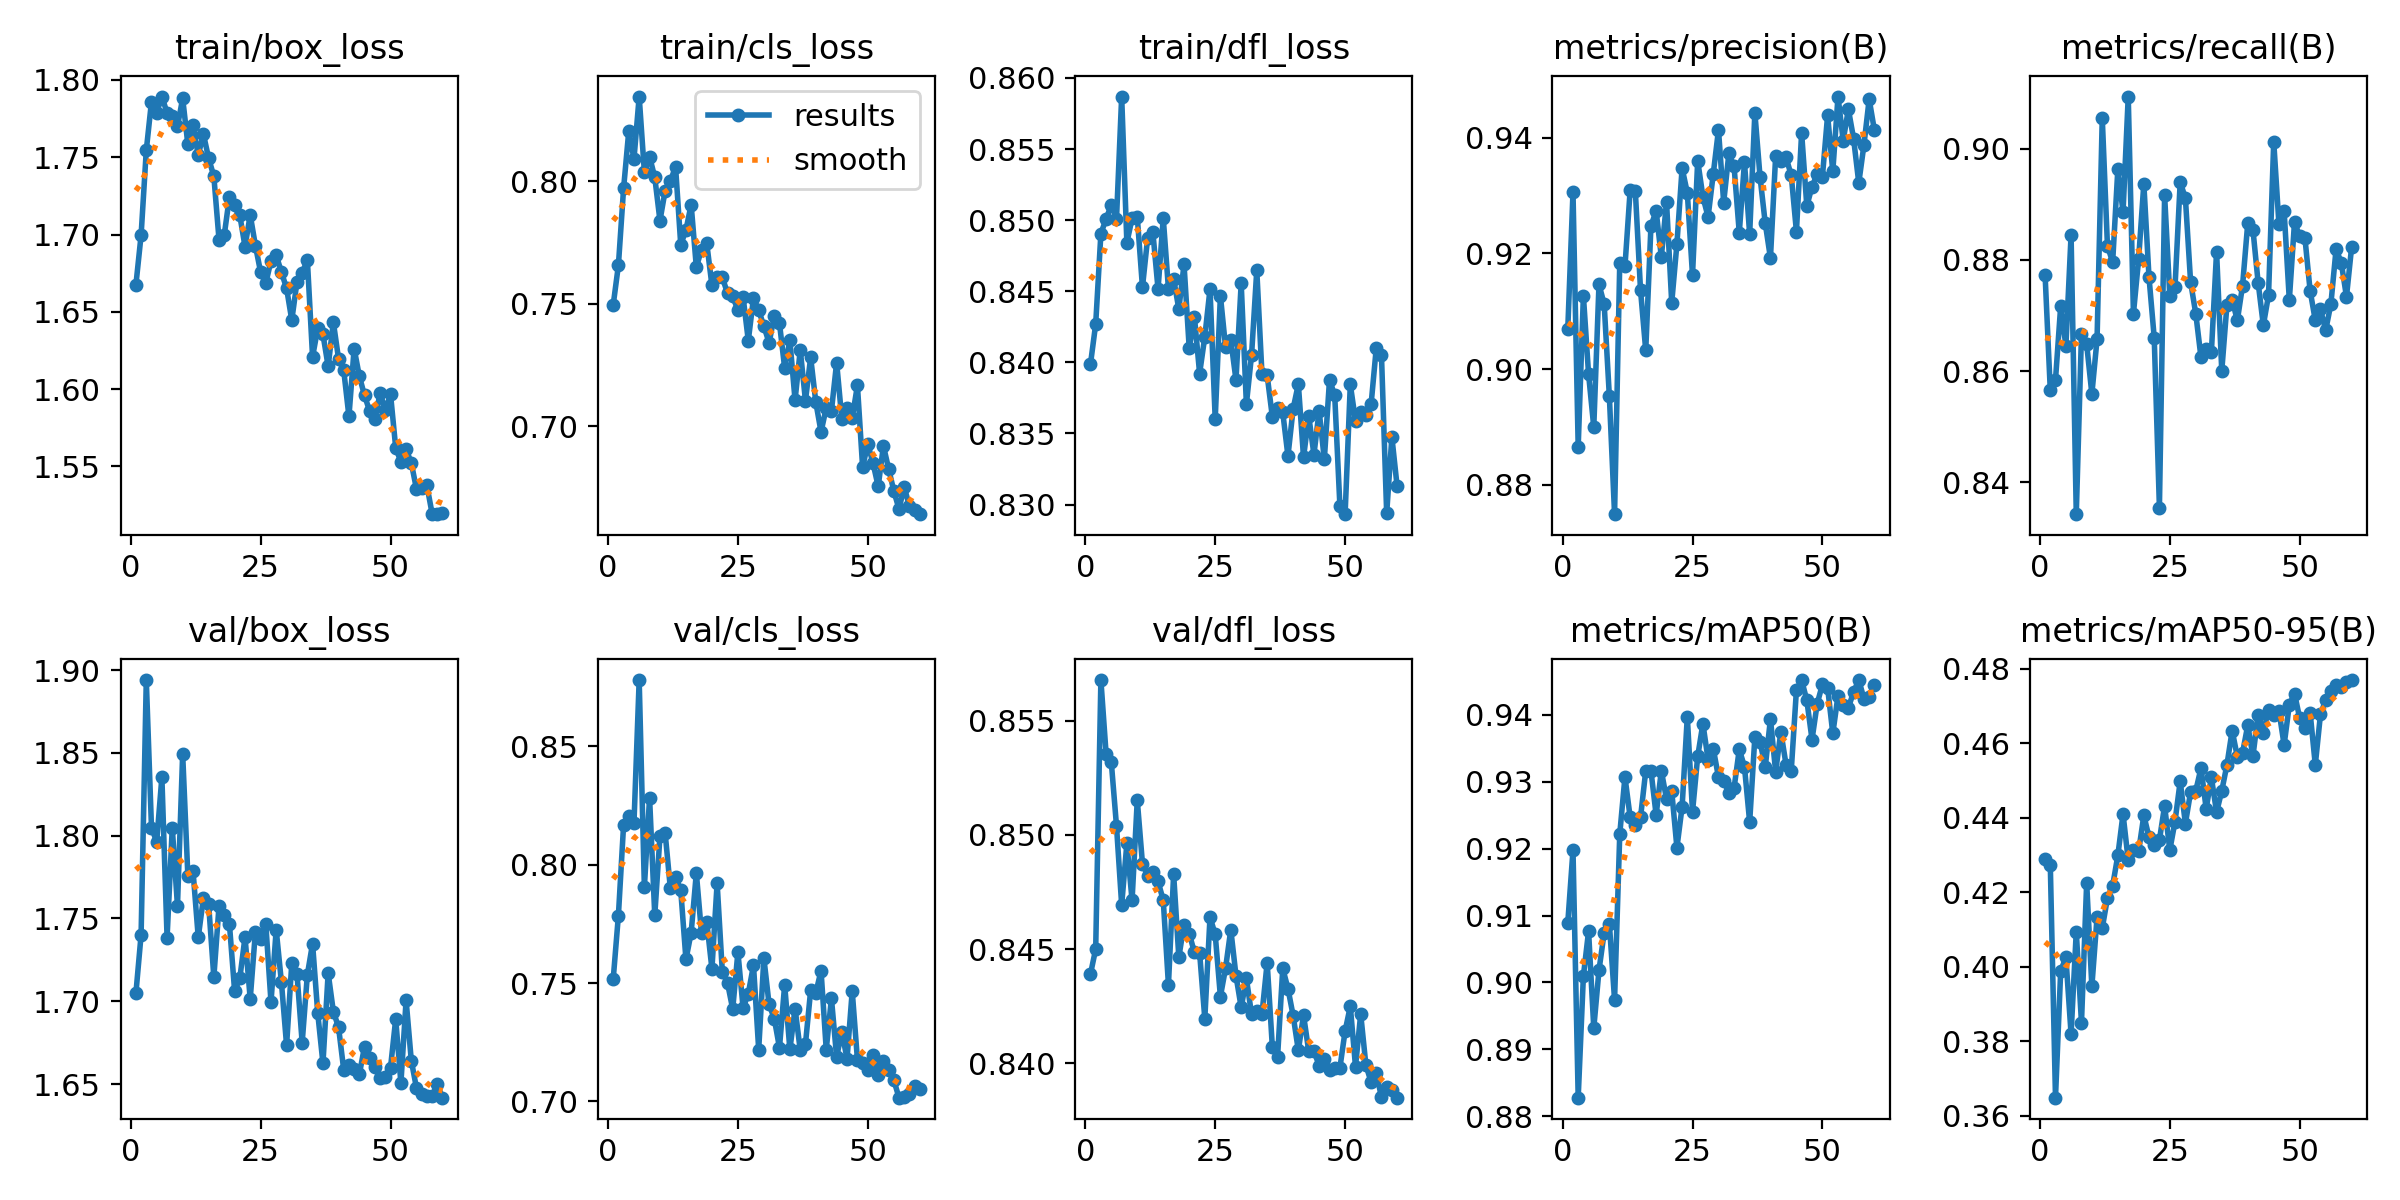 train/box_loss
1.80
1.75
1.70
1.65
1.60
1.55
0 25 50
train/cls_loss
results
smooth
0.80
0.75
0.70
0 25 50
train/dfl_loss
0.860
0.855
0.850
0.845
0.840
0.835
0.830
0 25 50
metrics/precision(B)
0.94
0.92
0.90
0.88
0 25 50
metrics/recall(B)
0.90
0.88
0.86
0.84
0 25 50
val/box_loss
1.90
1.85
1.80
1.75
1.70
1.65
0 25 50
val/cls_loss
0.85
0.80
0.75
0.70
0 25 50
val/dfl_loss
0.855
0.850
0.845
0.840
0 25 50
metrics/mAP50(B)
0.94
0.93
0.92
0.91
0.90
0.89
0.88
0 25 50
metrics/mAP50-95(B)
0.48
0.46
0.44
0.42
0.40
0.38
0.36
0 25 50